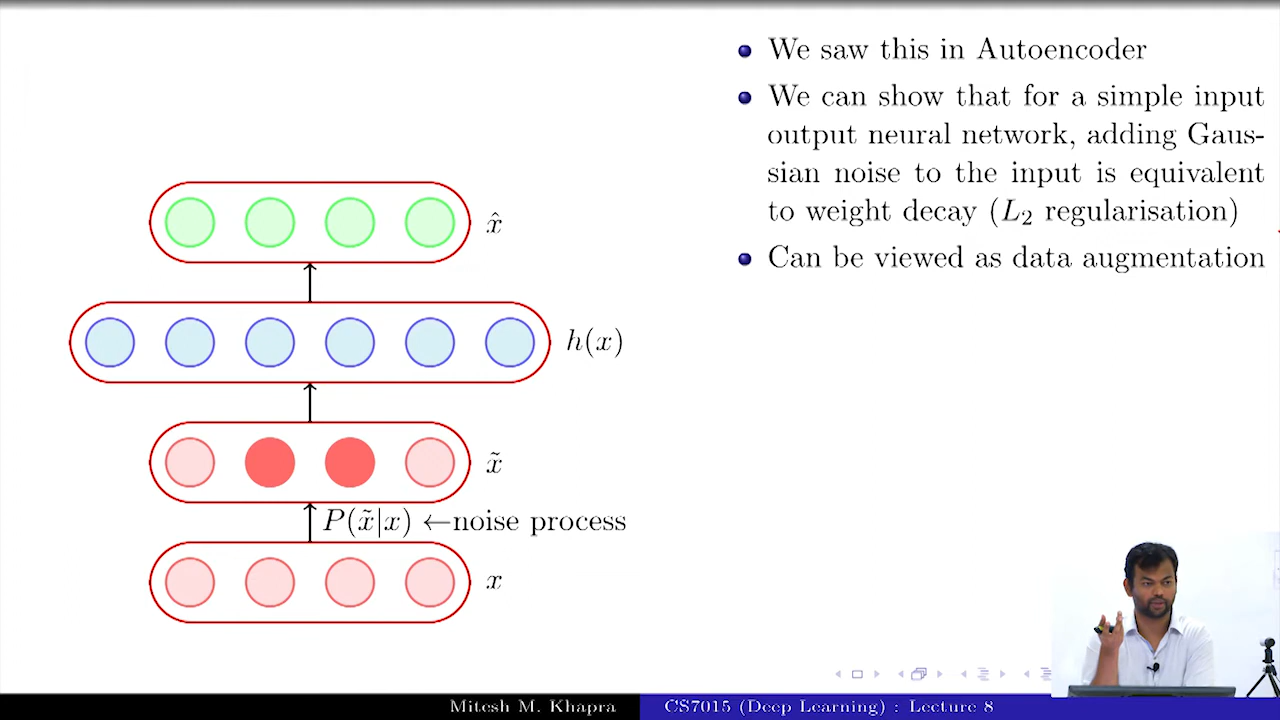 We saw this in Autoencoder
We can show that for a simple input
output neural network, adding Gaus-
sian noise to the input is equivalent
to weight decay (L₂ regularisation)
Can be viewed as data augmentation
x̂
h(x)
x̃
P(x̃|x) ←noise process
x
Mitesh M. Khapra
CS7015 (Deep Learning) : Lecture 8